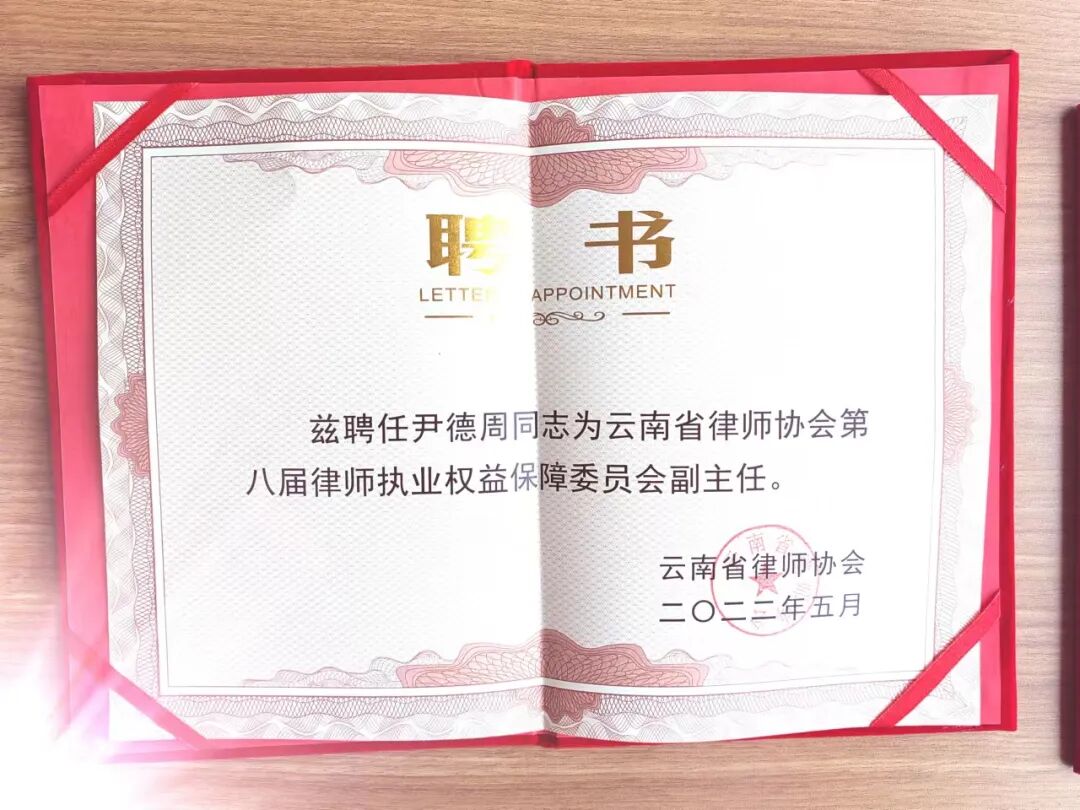 聘书
LETTER APPOINTMENT
兹聘任尹德周同志为云南省律师协会第
八届律师执业权益保障委员会副主任。
云南省律师协会
二〇二二年五月
南省